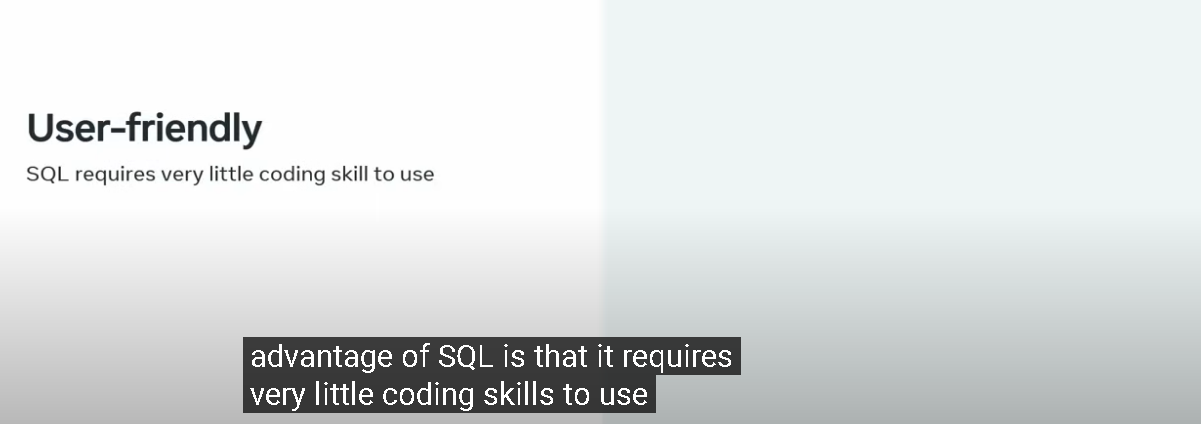 User-friendly
SQL requires very little coding skill to use
advantage of SQL is that it requires
very little coding skills to use